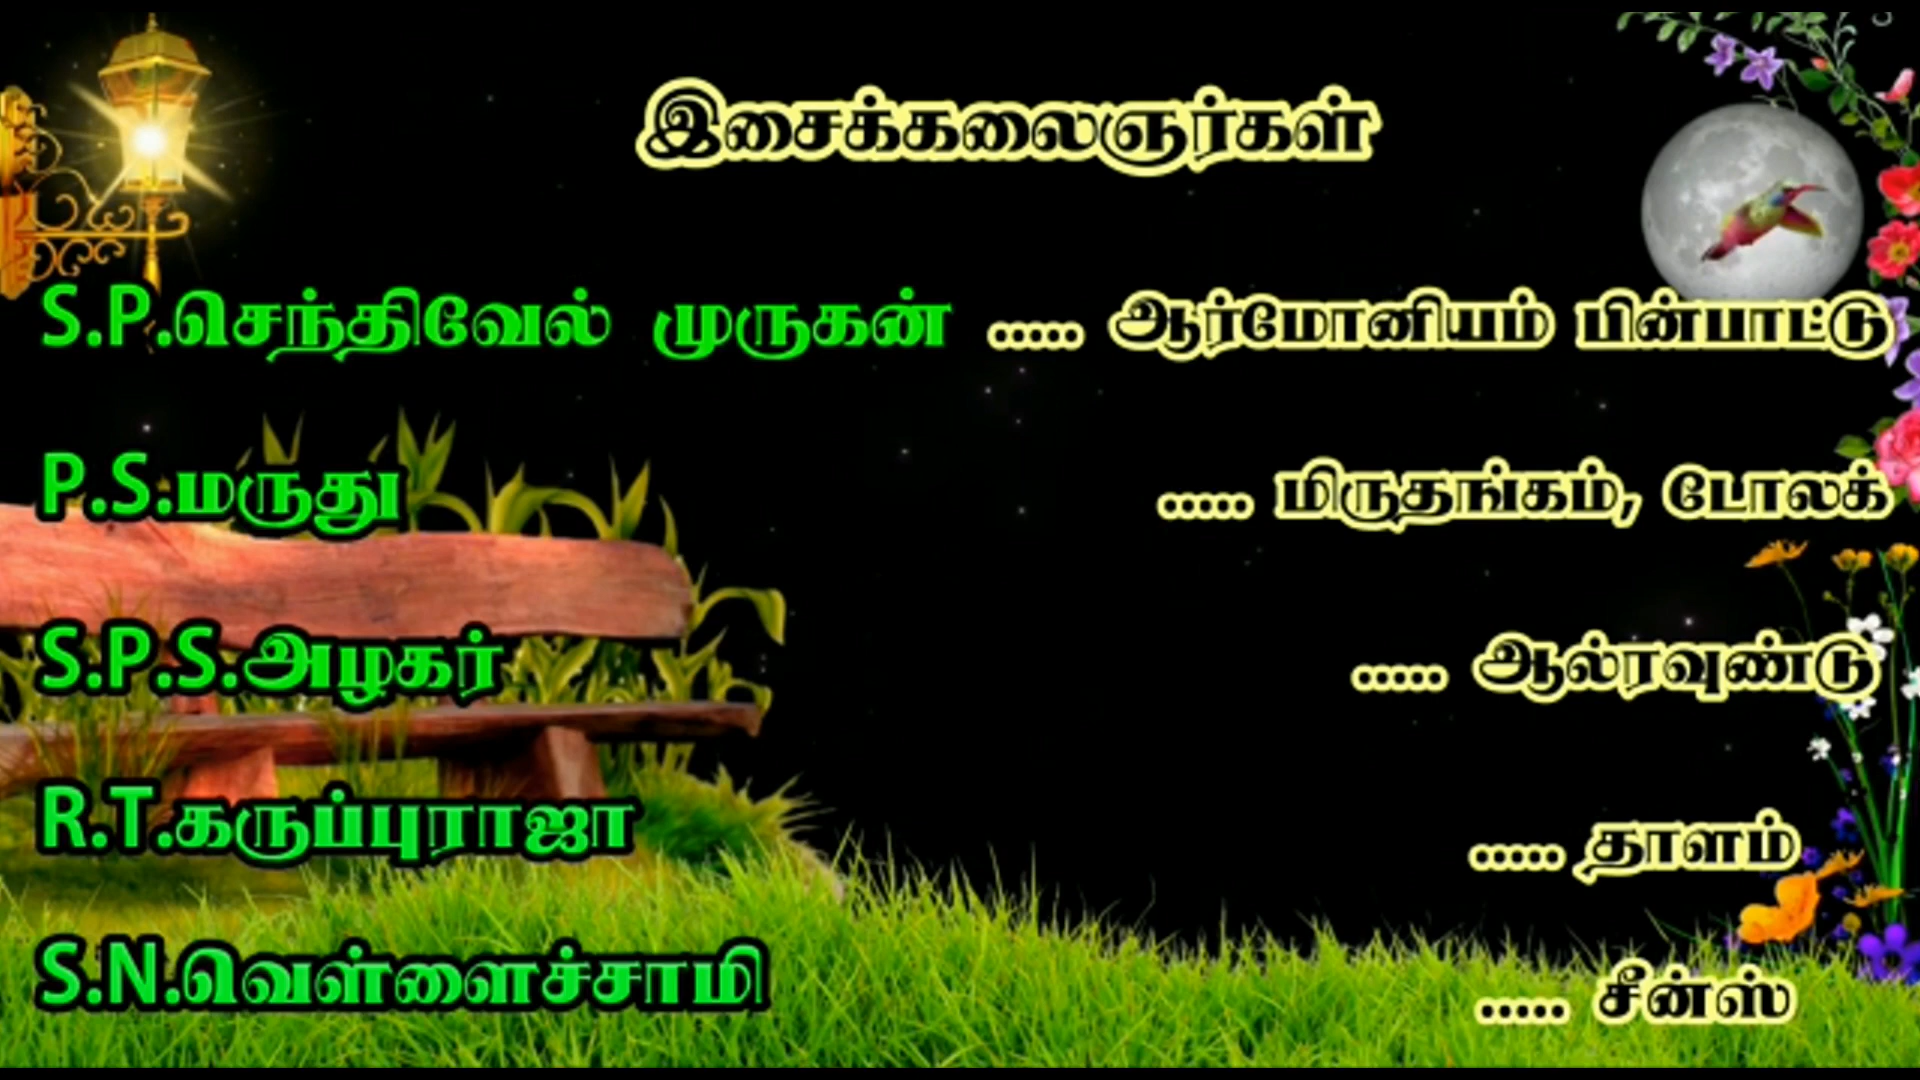 இசைக்கலைஞர்கள்
S.P.செந்திவேல் முருகன் ..... ஆர்மோனியம் பின்பாட்டு
P.S.மருது ..... மிருதங்கம், டோலக்
S.P.S.அழகர் ..... ஆல்ரவுண்டு
R.T.கருப்புராஜா ..... தாளம்
S.N.வெள்ளைச்சாமி ..... சீன்ஸ்